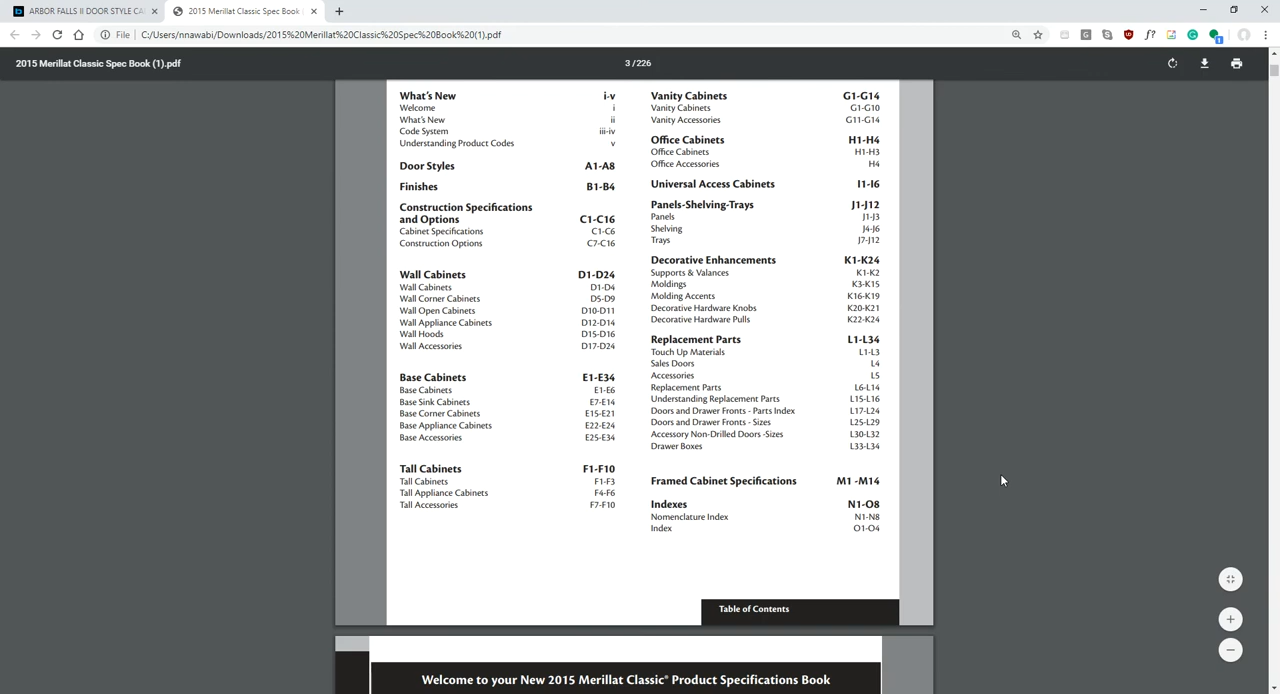 ARBOR FALLS II DOOR STYLE CA
2015 Merillat Classic Spec Book
File
C:/Users/nnawabi/Downloads/2015%20Merillat%20Classic%20Spec%20Book%20(1).pdf
2015 Merillat Classic Spec Book (1).pdf
3 / 226
What's New i-v
Welcome i
What's New ii
Code System iii-iv
Understanding Product Codes v
Door Styles A1-A8
Finishes B1-B4
Construction Specifications
and Options C1-C16
Cabinet Specifications C1-C6
Construction Options C7-C16
Wall Cabinets D1-D24
Wall Cabinets D1-D4
Wall Corner Cabinets D5-D9
Wall Open Cabinets D10-D11
Wall Appliance Cabinets D12-D14
Wall Hoods D15-D16
Wall Accessories D17-D24
Base Cabinets E1-E34
Base Cabinets E1-E6
Base Sink Cabinets E7-E14
Base Corner Cabinets E15-E21
Base Appliance Cabinets E22-E24
Base Accessories E25-E34
Tall Cabinets F1-F10
Tall Cabinets F1-F3
Tall Appliance Cabinets F4-F6
Tall Accessories F7-F10
Vanity Cabinets G1-G14
Vanity Cabinets G1-G10
Vanity Accessories G11-G14
Office Cabinets H1-H4
Office Cabinets H1-H3
Office Accessories H4
Universal Access Cabinets I1-I6
Panels-Shelving-Trays J1-J12
Panels J1-J3
Shelving J4-J6
Trays J7-J12
Decorative Enhancements K1-K24
Supports & Valances K1-K2
Moldings K3-K15
Molding Accents K16-K19
Decorative Hardware Knobs K20-K21
Decorative Hardware Pulls K22-K24
Replacement Parts L1-L34
Touch Up Materials L1-L3
Sales Doors L4
Accessories L5
Replacement Parts L6-L14
Understanding Replacement Parts L15-L16
Doors and Drawer Fronts - Parts Index L17-L24
Doors and Drawer Fronts - Sizes L25-L29
Accessory Non-Drilled Doors -Sizes L30-L32
Drawer Boxes L33-L34
Framed Cabinet Specifications M1 -M14
Indexes N1-O8
Nomenclature Index N1-N8
Index O1-O4
Table of Contents
Welcome to your New 2015 Merillat Classic® Product Specifications Book